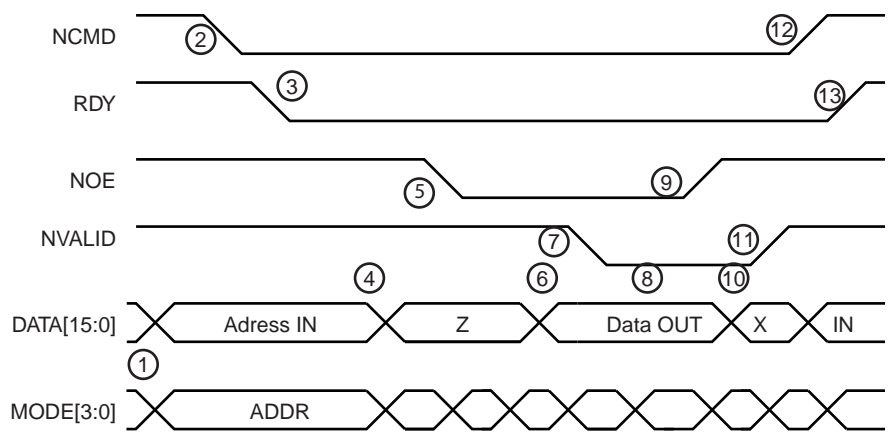 NCMD 2 12
RDY 3 13
NOE 5 9
NVALID 7 11
4 6 8 10
DATA[15:0] Adress IN Z Data OUT X IN
1
MODE[3:0] ADDR